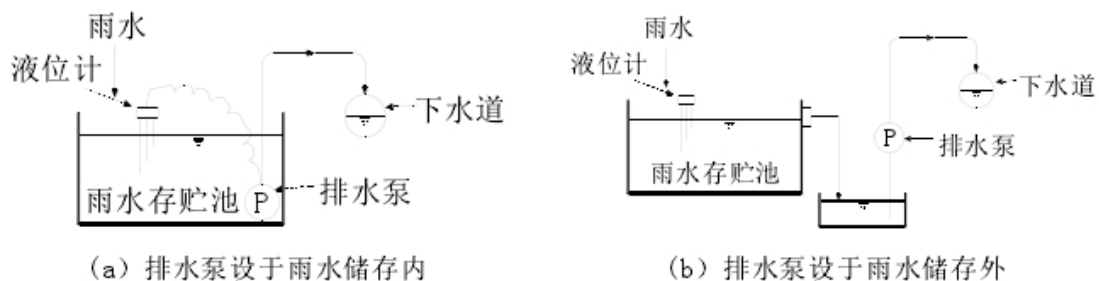 雨水
液位计
下水道
雨水存贮池
P
排水泵
(a) 排水泵设于雨水储存内
雨水
液位计
下水道
P
排水泵
雨水存贮池
(b) 排水泵设于雨水储存外